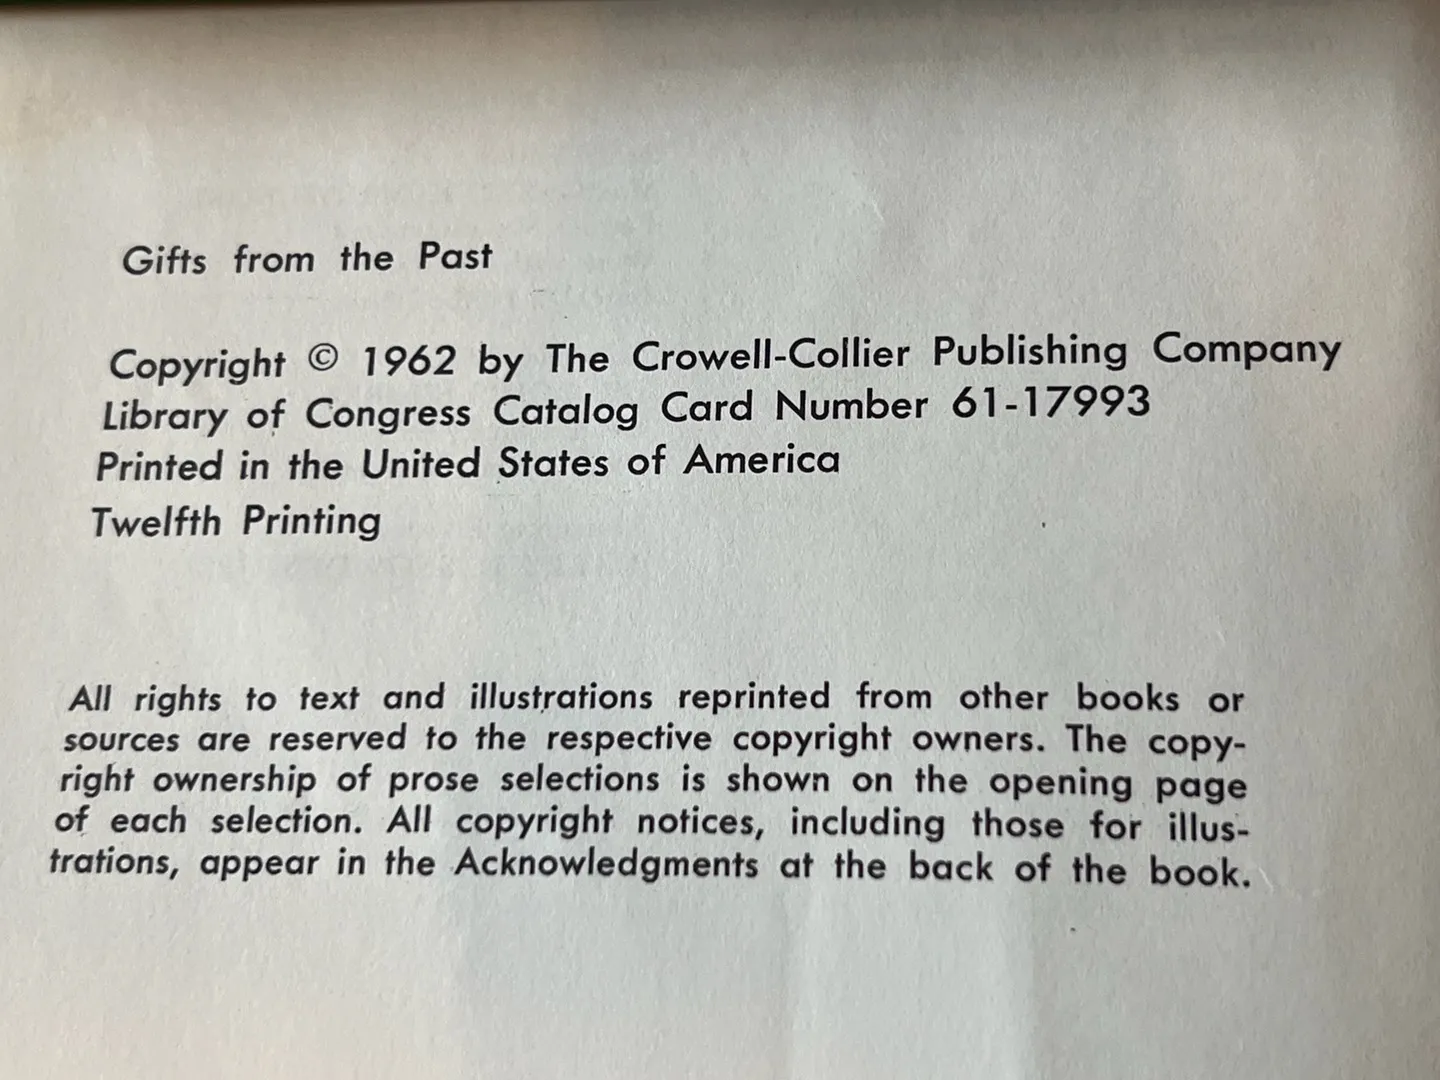 Gifts from the Past
Copyright © 1962 by The Crowell-Collier Publishing Company
Library of Congress Catalog Card Number 61-17993
Printed in the United States of America
Twelfth Printing
All rights to text and illustrations reprinted from other books or
sources are reserved to the respective copyright owners. The copy-
right ownership of prose selections is shown on the opening page
of each selection. All copyright notices, including those for illus-
trations, appear in the Acknowledgments at the back of the book.